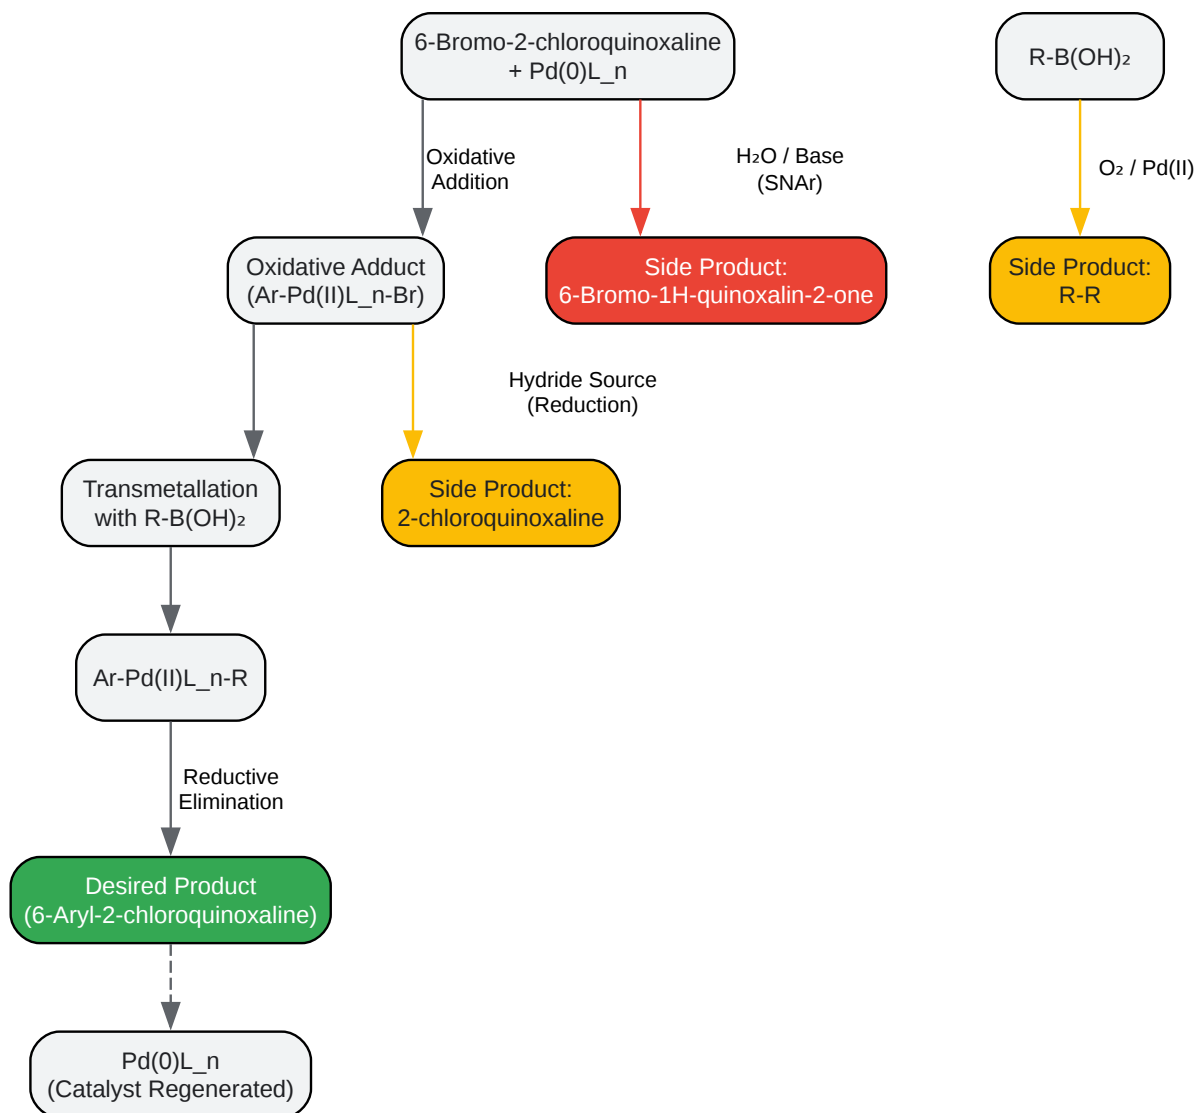 6-Bromo-2-chloroquinoxaline
+ Pd(0)L_n
R-B(OH)₂
Oxidative
Addition
H₂O / Base
(SNAr)
O₂ / Pd(II)
Oxidative Adduct
(Ar-Pd(II)L_n-Br)
Side Product:
6-Bromo-1H-quinoxalin-2-one
Side Product:
R-R
Hydride Source
(Reduction)
Transmetallation
with R-B(OH)₂
Side Product:
2-chloroquinoxaline
Ar-Pd(II)L_n-R
Reductive
Elimination
Desired Product
(6-Aryl-2-chloroquinoxaline)
Pd(0)L_n
(Catalyst Regenerated)